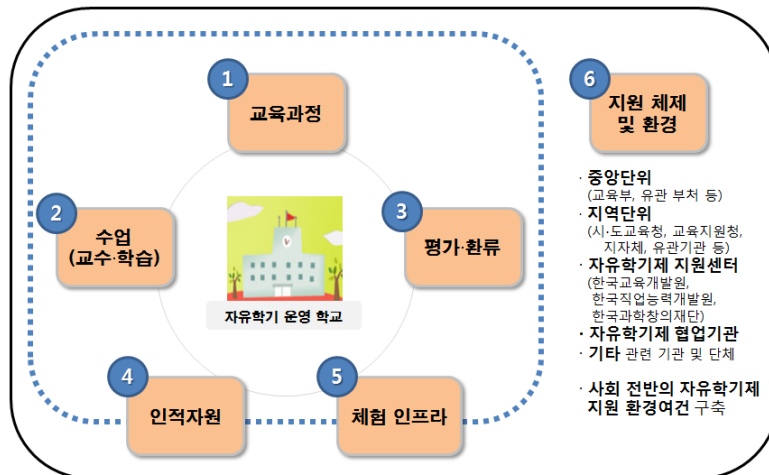 1
교육과정
2
수업
(교수·학습)
3
평가·환류
자유학기 운영 학교
4
인적자원
5
체험 인프라
6
지원 체제
및 환경
· 중앙단위
(교육부, 유관 부처 등)
· 지역단위
(시·도교육청, 교육지원청,
지자체, 유관기관 등)
· 자유학기제 지원센터
(한국교육개발원,
한국직업능력개발원,
한국과학창의재단)
· 자유학기제 협업기관
· 기타 관련 기관 및 단체
· 사회 전반의 자유학기제
지원 환경여건 구축